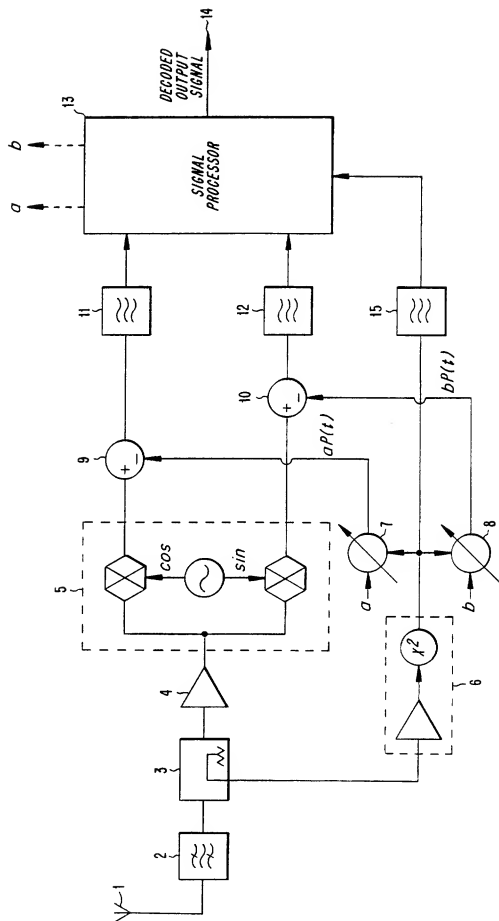 14
DECODED
OUTPUT
SIGNAL
13
b
a
SIGNAL
PROCESSOR
11
12
15
9
10
aP(t)
bP(t)
5
cos
sin
7
8
a
b
4
X²
6
3
2
1